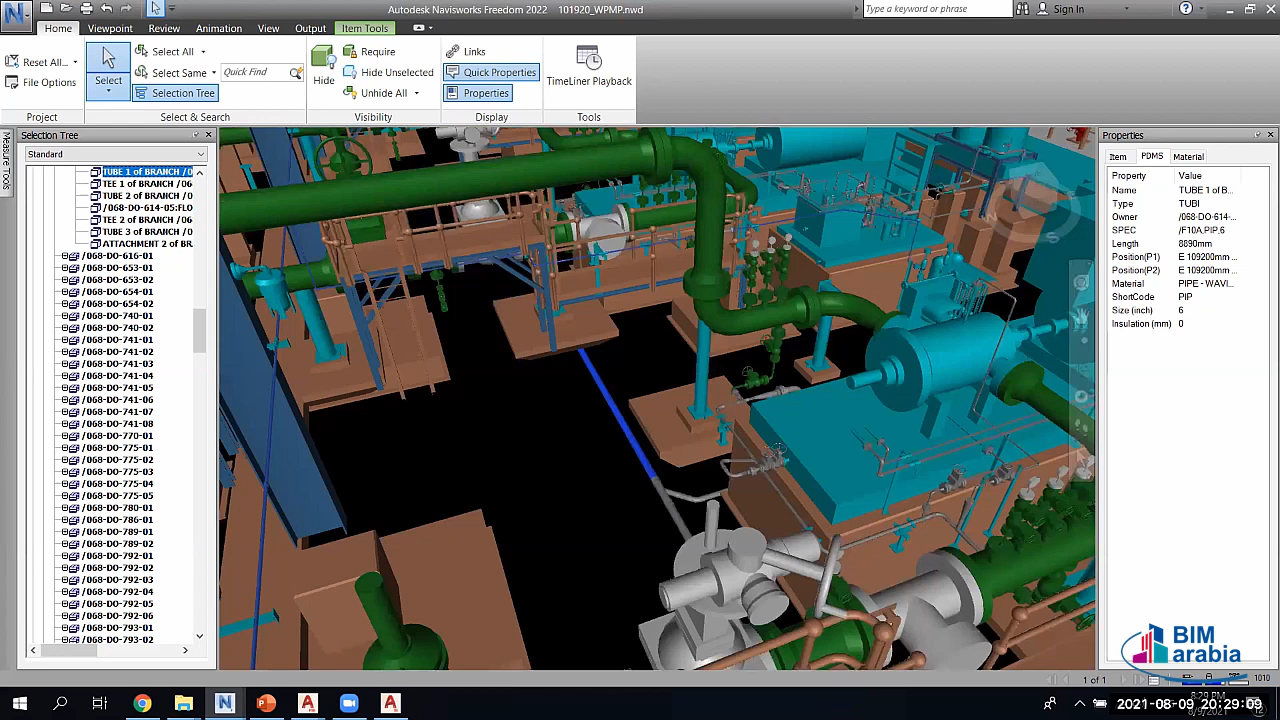 Autodesk Navisworks Freedom 2022 101920_WPMP.nwd
Type a keyword or phrase
Sign In
Home Viewpoint Review Animation View Output Item Tools
Reset All...
File Options
Project
Select
Select All
Select Same
Selection Tree
Quick Find
Select & Search
Hide
Require
Hide Unselected
Unhide All
Visibility
Links
Quick Properties
Properties
Display
TimeLiner Playback
Tools
Measure Tools
Selection Tree
Standard
TUBE 1 of BRANCH /0
TEE 1 of BRANCH /06
TUBE 2 of BRANCH /0
/068-DO-614-05:FLO
TEE 2 of BRANCH /06
TUBE 3 of BRANCH /0
ATTACHMENT 2 of BR
/068-DO-616-01
/068-DO-653-01
/068-DO-653-02
/068-DO-654-01
/068-DO-654-02
/068-DO-740-01
/068-DO-740-02
/068-DO-741-01
/068-DO-741-02
/068-DO-741-03
/068-DO-741-04
/068-DO-741-05
/068-DO-741-06
/068-DO-741-07
/068-DO-741-08
/068-DO-770-01
/068-DO-775-01
/068-DO-775-02
/068-DO-775-03
/068-DO-775-04
/068-DO-775-05
/068-DO-780-01
/068-DO-786-01
/068-DO-789-01
/068-DO-789-02
/068-DO-792-01
/068-DO-792-02
/068-DO-792-03
/068-DO-792-04
/068-DO-792-05
/068-DO-792-06
/068-DO-793-01
/068-DO-793-02
Properties
Item PDMS Material
Property Value
Name TUBE 1 of B...
Type TUBI
Owner /068-DO-614-...
SPEC /F10A.PIP.6
Length 8890mm
Position(P1) E 109200mm ...
Position(P2) E 109200mm ...
Material PIPE - WAVI...
ShortCode PIP
Size (inch) 6
Insulation (mm) 0
BIM
arabia
1 of 1
1010
2021-08-09 20:29:09